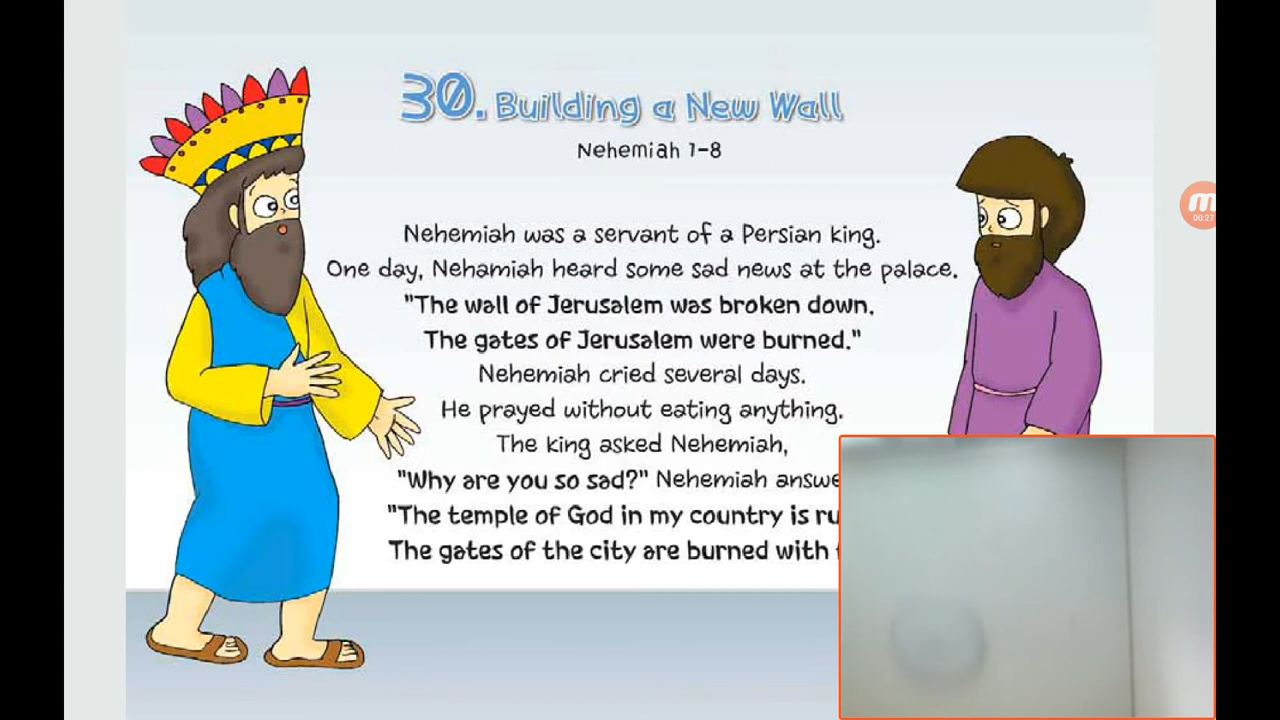 30. Building a New Wall
Nehemiah 1-8
Nehemiah was a servant of a Persian king.
One day, Nehamiah heard some sad news at the palace.
"The wall of Jerusalem was broken down.
The gates of Jerusalem were burned."
Nehemiah cried several days.
He prayed without eating anything.
The king asked Nehemiah,
"Why are you so sad?" Nehemiah
"The temple of God in my country is
The gates of the city are burned with
00:27